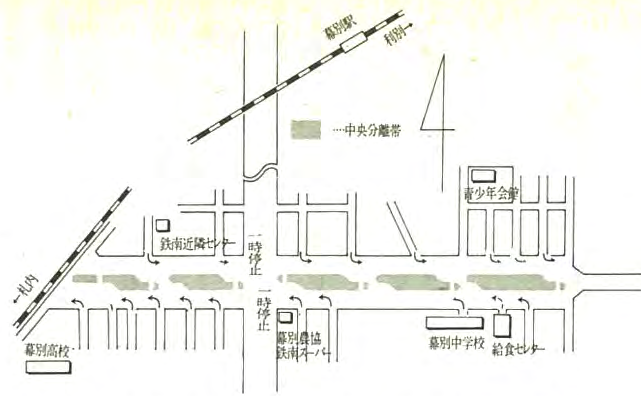 幕別駅
利別→
‥‥中央分離帯
青少年会館
鉄南近隣センター
一時停止
←札内
一時停止
幕別農協
鉄南スーパー
幕別中学校
給食センター
幕別高校